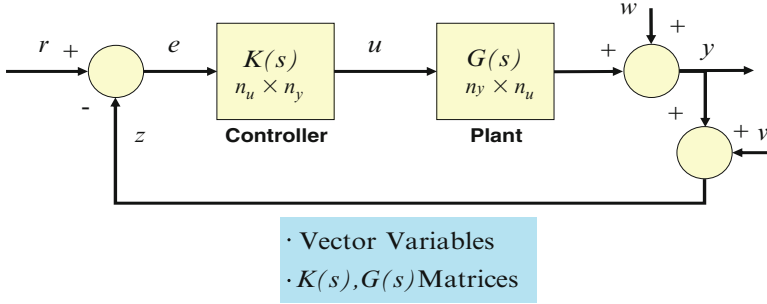 w
r + e K(s) u G(s) + + y
n_u × n_y n_y × n_u
- Controller Plant + + v
z
· Vector Variables
· K(s), G(s) Matrices